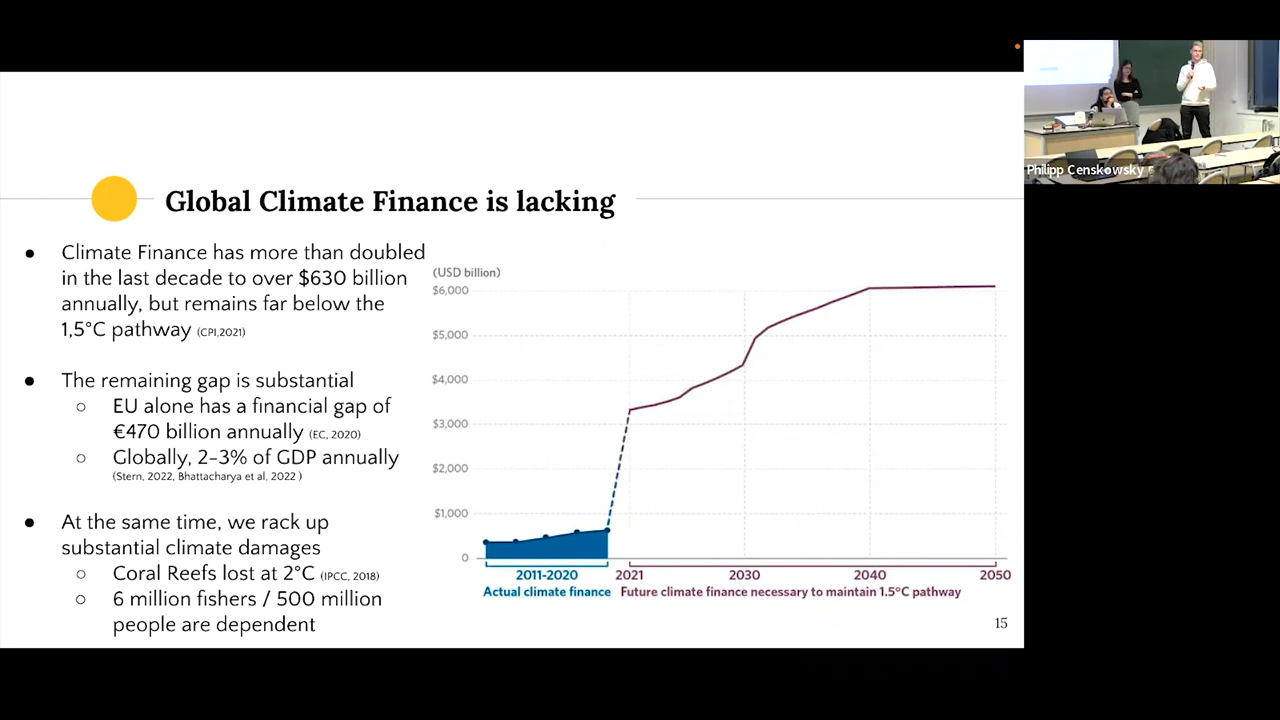 Philipp Censkowsky
Global Climate Finance is lacking
● Climate Finance has more than doubled
in the last decade to over $630 billion
annually, but remains far below the
1,5°C pathway (CPI,2021)
● The remaining gap is substantial
○ EU alone has a financial gap of
€470 billion annually (EC, 2020)
○ Globally, 2-3% of GDP annually
(Stern, 2022, Bhattacharya et al, 2022 )
● At the same time, we rack up
substantial climate damages
○ Coral Reefs lost at 2°C (IPCC, 2018)
○ 6 million fishers / 500 million
people are dependent
(USD billion)
$6,000
$5,000
$4,000
$3,000
$2,000
$1,000
0
2011-2020 2021 2030 2040 2050
Actual climate finance Future climate finance necessary to maintain 1.5°C pathway
15